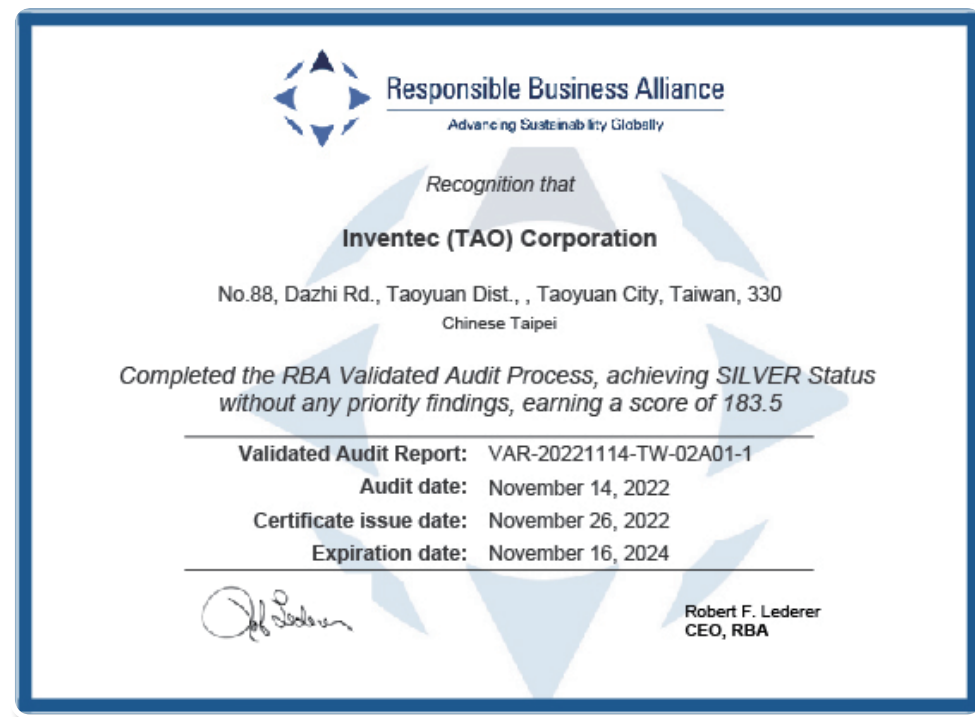 Responsible Business Alliance
Advancing Sustainability Globally
Recognition that
Inventec (TAO) Corporation
No.88, Dazhi Rd., Taoyuan Dist., , Taoyuan City, Taiwan, 330
Chinese Taipei
Completed the RBA Validated Audit Process, achieving SILVER Status
without any priority findings, earning a score of 183.5
Validated Audit Report: VAR-20221114-TW-02A01-1
Audit date: November 14, 2022
Certificate issue date: November 26, 2022
Expiration date: November 16, 2024
Robert F. Lederer
CEO, RBA